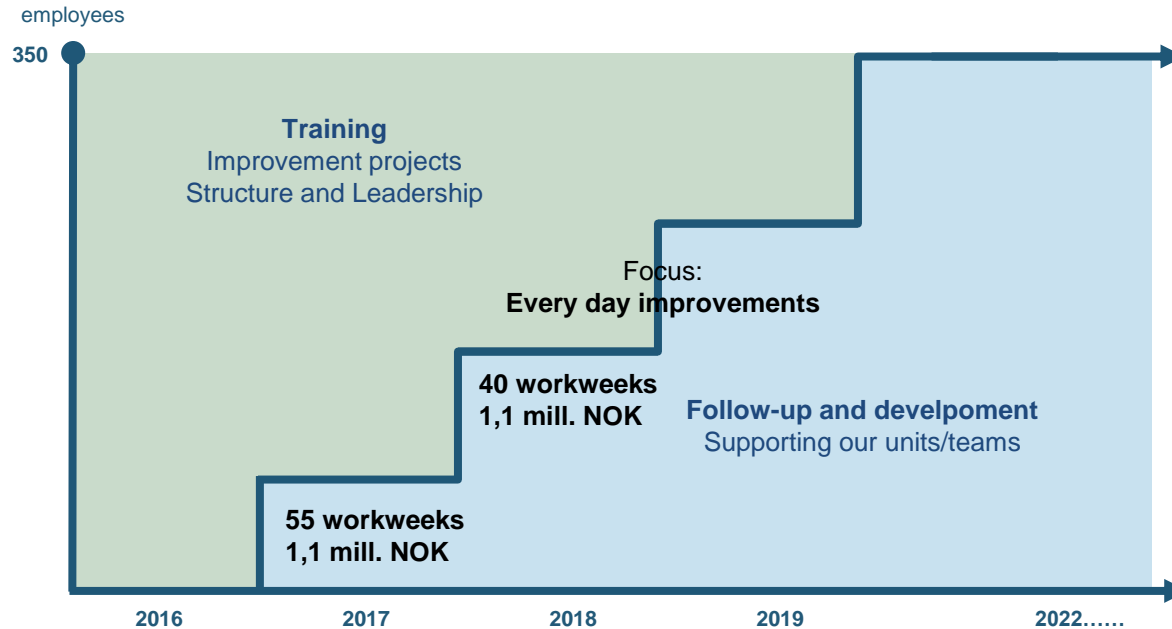 employees
350
Training
Improvement projects
Structure and Leadership
Focus:
Every day improvements
40 workweeks
1,1 mill. NOK
Follow-up and develpoment
Supporting our units/teams
55 workweeks
1,1 mill. NOK
2016
2017
2018
2019
2022......